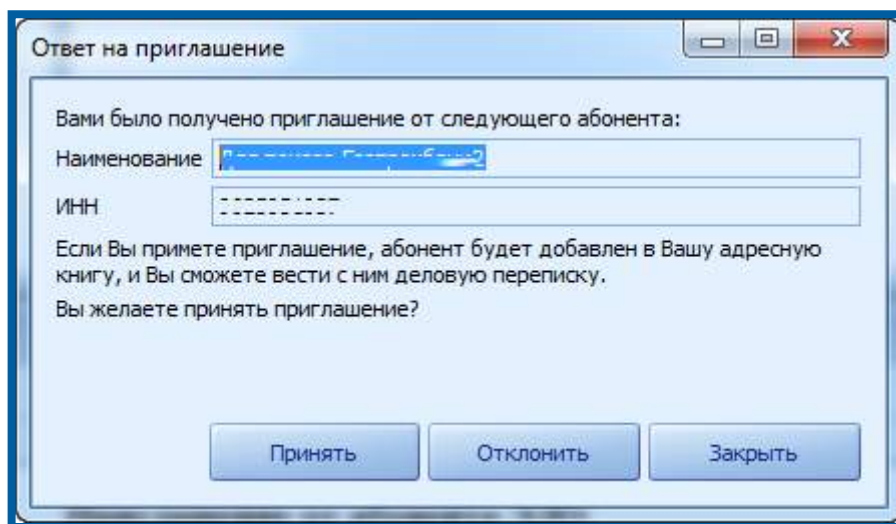 Ответ на приглашение
Вами было получено приглашение от следующего абонента:
Наименование
ИНН
Если Вы примете приглашение, абонент будет добавлен в Вашу адресную
книгу, и Вы сможете вести с ним деловую переписку.
Вы желаете принять приглашение?
Принять Отклонить Закрыть